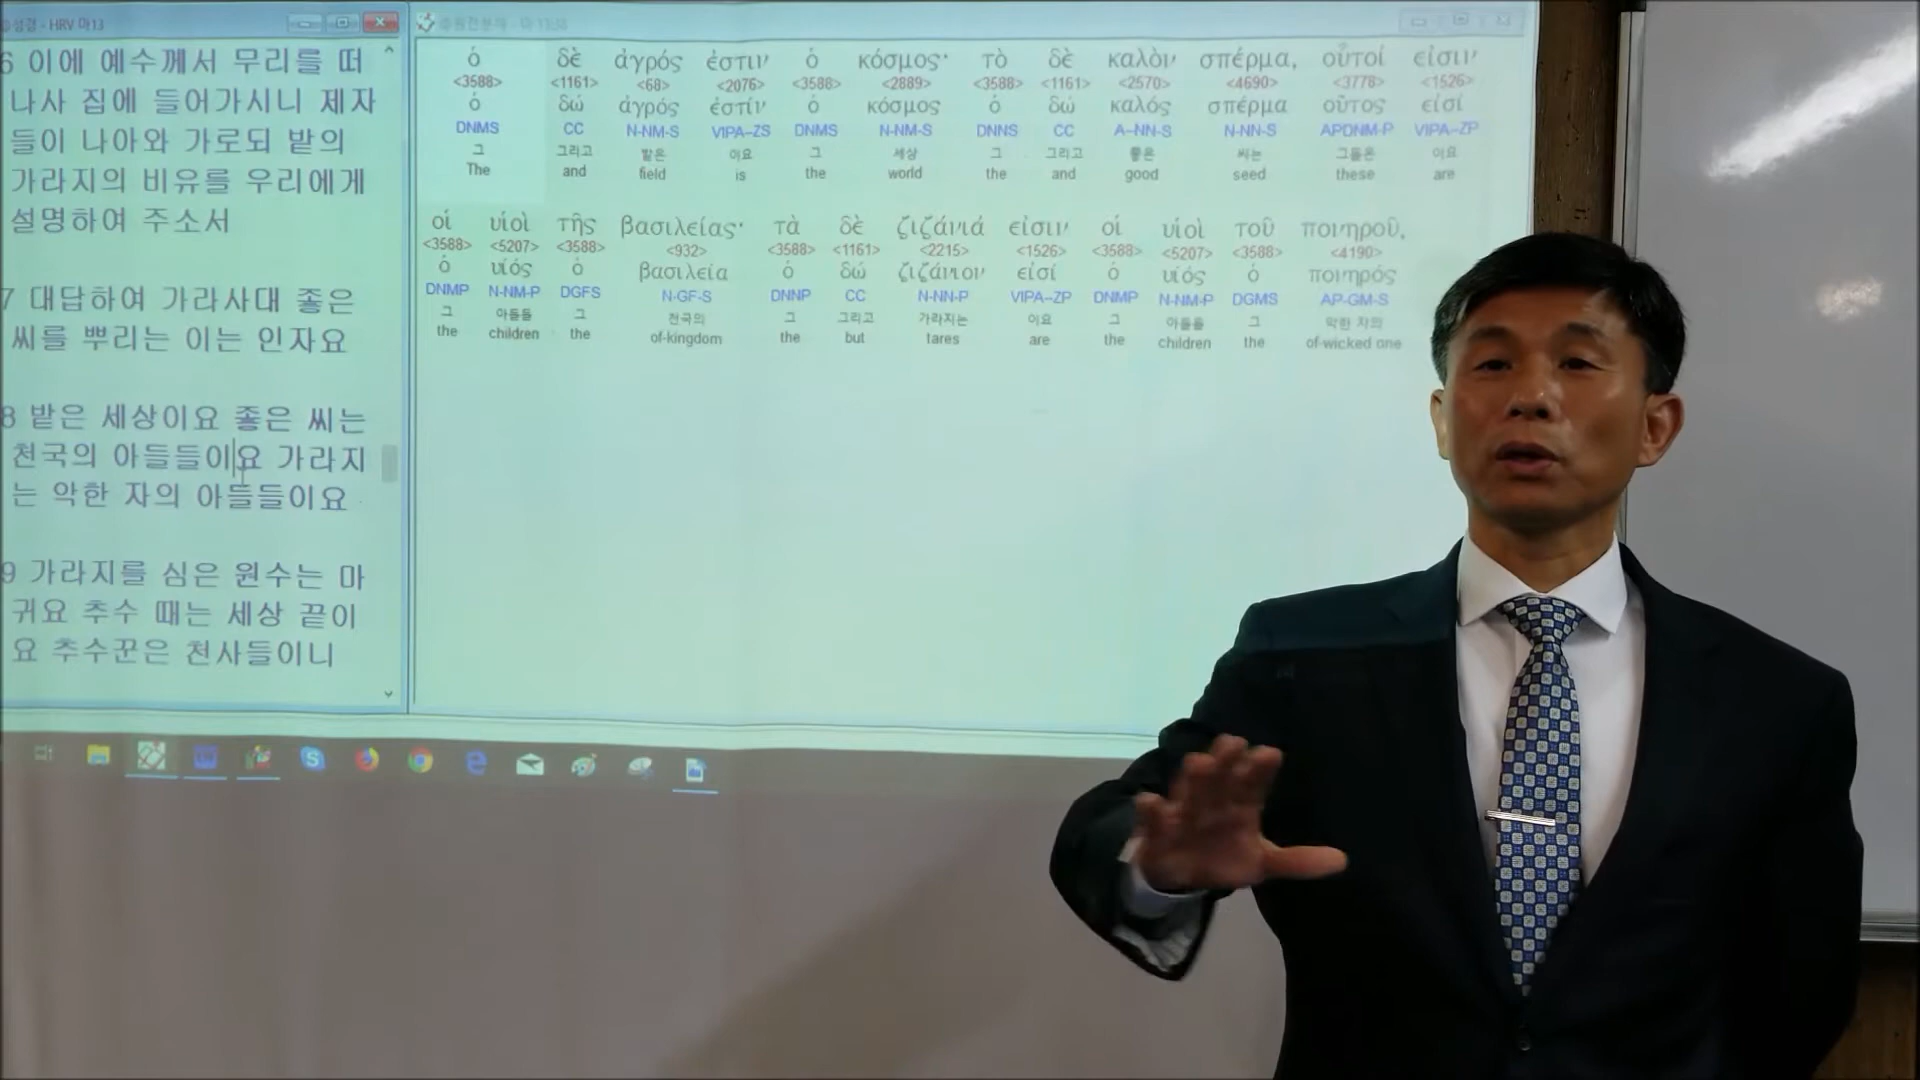 성경 - HRV 마13
6 이에 예수께서 무리를 떠
나사 집에 들어가시니 제자
들이 나아와 가로되 밭의
가라지의 비유를 우리에게
설명하여 주소서
7 대답하여 가라사대 좋은
씨를 뿌리는 이는 인자요
8 밭은 세상이요 좋은 씨는
천국의 아들들이요 가라지
는 악한 자의 아들들이요
9 가라지를 심은 원수는 마
귀요 추수 때는 세상 끝이
요 추수꾼은 천사들이니
ὁ δὲ ἀγρός ἐστιν ὁ κόσμος· τὸ δὲ καλὸν σπέρμα, οὗτοί εἰσιν
<3588> <1161> <68> <2076> <3588> <2889> <3588> <1161> <2570> <4690> <3778> <1526>
ὁ δώ ἀγρός ἐστίν ὁ κόσμος ὁ δώ καλός σπέρμα οὗτος εἰσί
DNMS CC N-NM-S VIPA--ZS DNMS N-NM-S DNNS CC A--NN-S N-NN-S APDNM-P VIPA--ZP
그 그리고 밭은 이요 그 세상 그 그리고 좋은 씨는 그들은 이요
The and field is the world the and good seed these are
οἱ υἱοὶ τῆς βασιλείας· τὰ δὲ ζιζάνιά εἰσιν οἱ υἱοὶ τοῦ πονηροῦ,
<3588> <5207> <3588> <932> <3588> <1161> <2215> <1526> <3588> <5207> <3588> <4190>
ὁ υἱός ὁ βασιλεία ὁ δώ ζιζάνιον εἰσί ὁ υἱός ὁ πονηρός
DNMP N-NM-P DGFS N-GF-S DNNP CC N-NN-P VIPA--ZP DNMP N-NM-P DGMS AP-GM-S
그 아들들 그 천국의 그 그리고 가라지는 이요 그 아들들 그 악한 자의
the children the of-kingdom the but tares are the children the of-wicked one